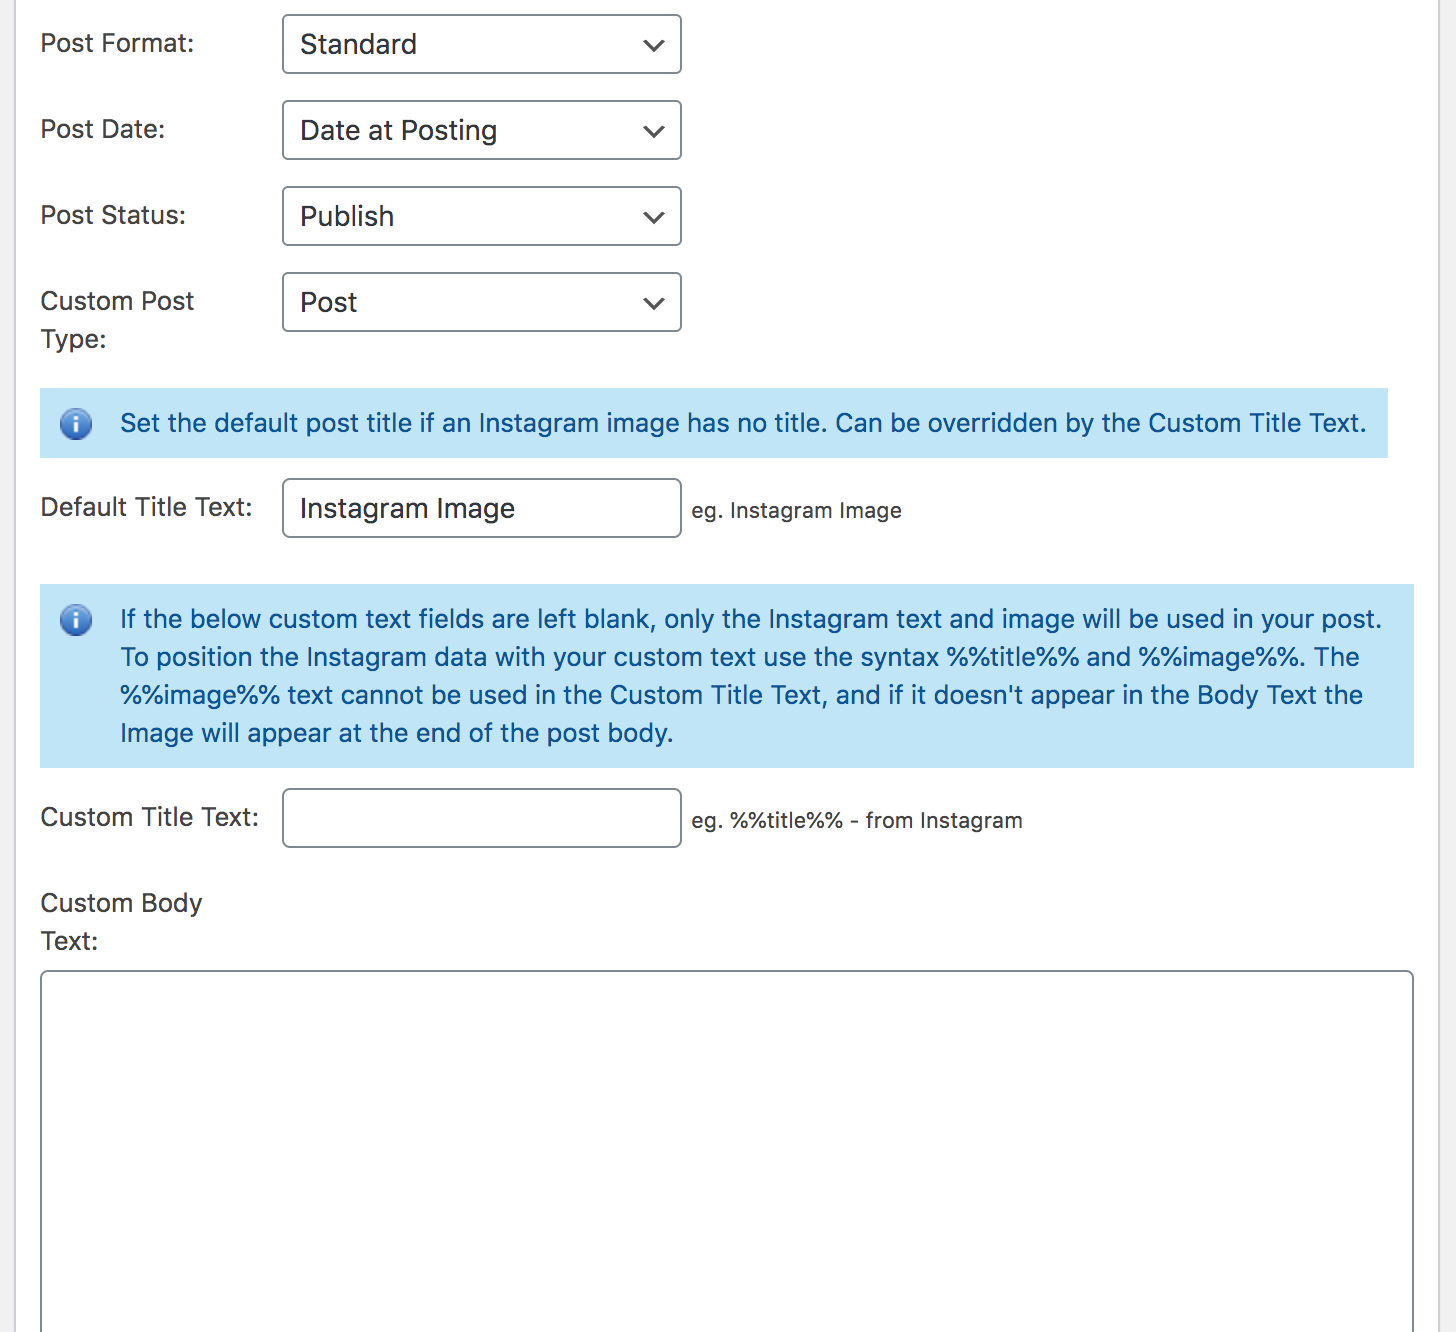 Post Format: Standard
Post Date: Date at Posting
Post Status: Publish
Custom Post
Type: Post
Set the default post title if an Instagram image has no title. Can be overridden by the Custom Title Text.
Default Title Text: Instagram Image eg. Instagram Image
If the below custom text fields are left blank, only the Instagram text and image will be used in your post.
To position the Instagram data with your custom text use the syntax %%title%% and %%image%%. The
%%image%% text cannot be used in the Custom Title Text, and if it doesn't appear in the Body Text the
Image will appear at the end of the post body.
Custom Title Text: eg. %%title%% - from Instagram
Custom Body
Text: